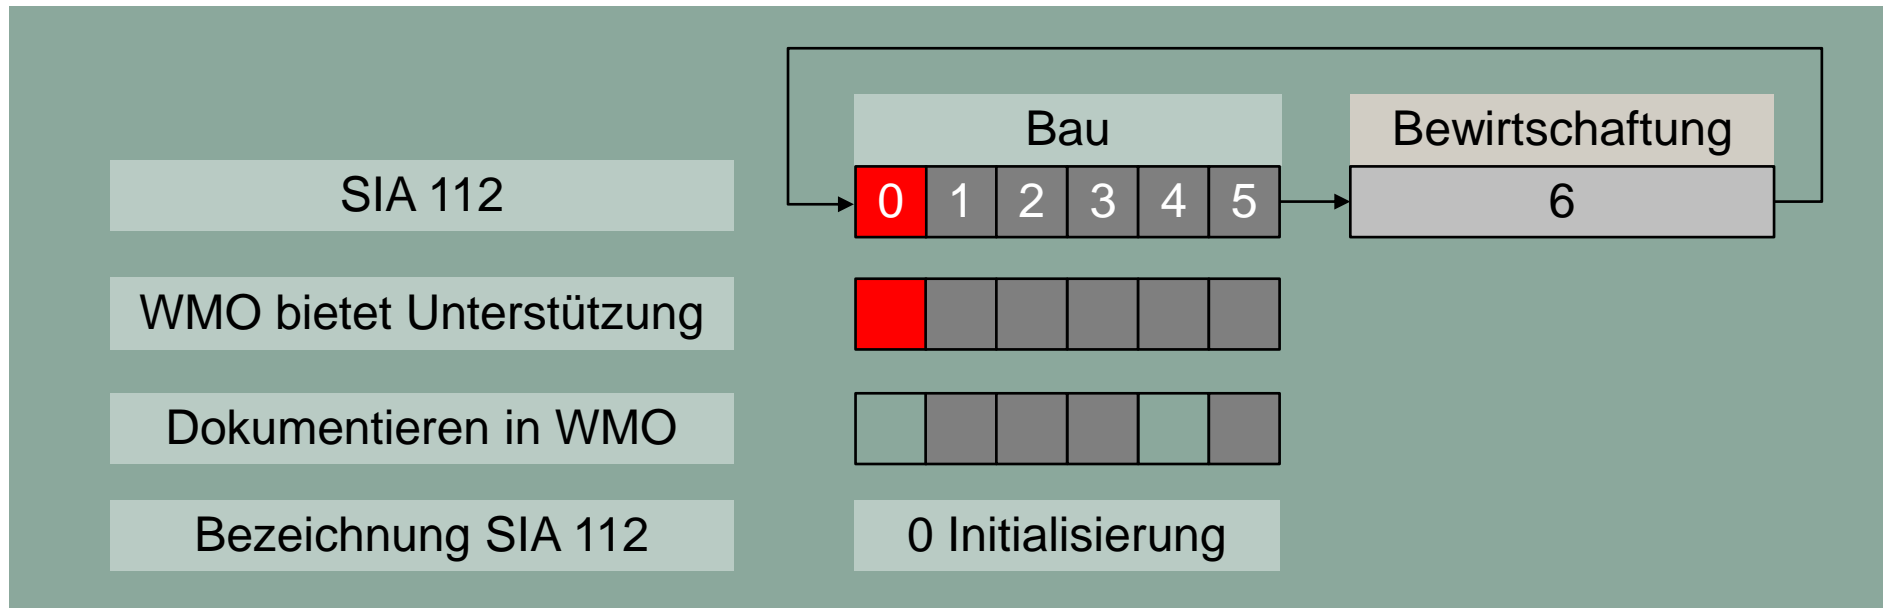 Bau
Bewirtschaftung
SIA 112
0 1 2 3 4 5
6
WMO bietet Unterstützung
Dokumentieren in WMO
Bezeichnung SIA 112
0 Initialisierung